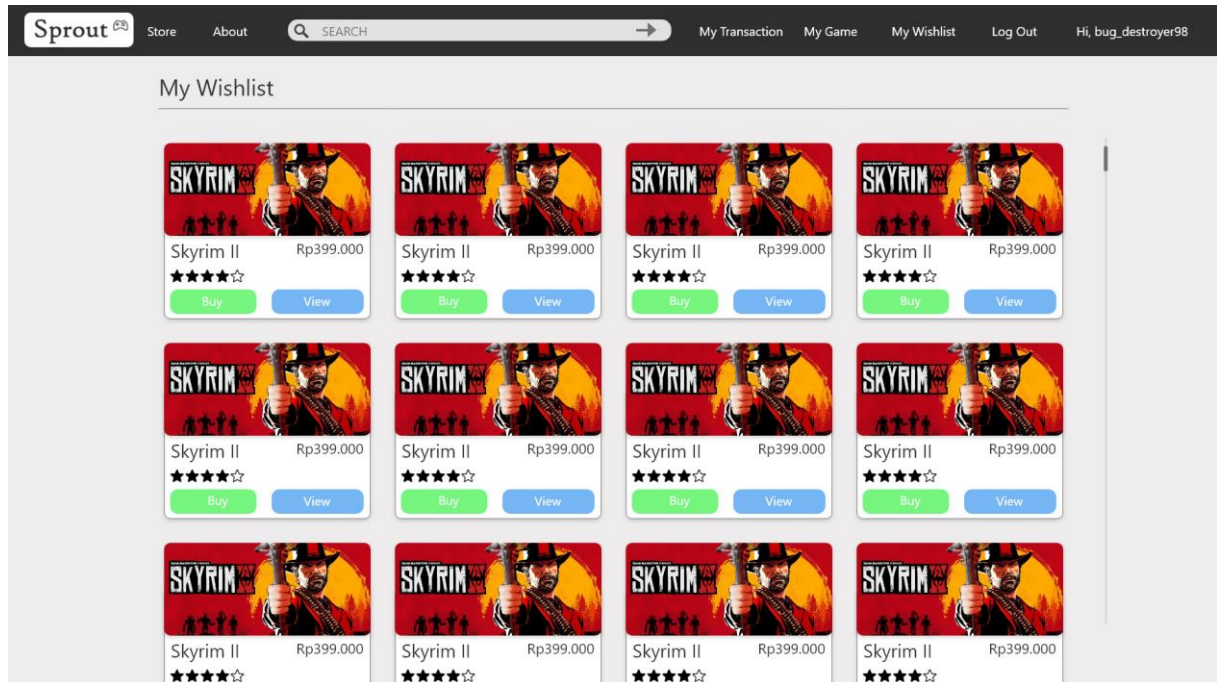 Sprout Store About SEARCH My Transaction My Game My Wishlist Log Out Hi, bug_destroyer98
My Wishlist
SKYRIM SKYRIM SKYRIM SKYRIM
Skyrim II Rp399.000 Skyrim II Rp399.000 Skyrim II Rp399.000 Skyrim II Rp399.000
Buy View Buy View Buy View Buy View
SKYRIM SKYRIM SKYRIM SKYRIM
Skyrim II Rp399.000 Skyrim II Rp399.000 Skyrim II Rp399.000 Skyrim II Rp399.000
Buy View Buy View Buy View Buy View
SKYRIM SKYRIM SKYRIM SKYRIM
Skyrim II Rp399.000 Skyrim II Rp399.000 Skyrim II Rp399.000 Skyrim II Rp399.000